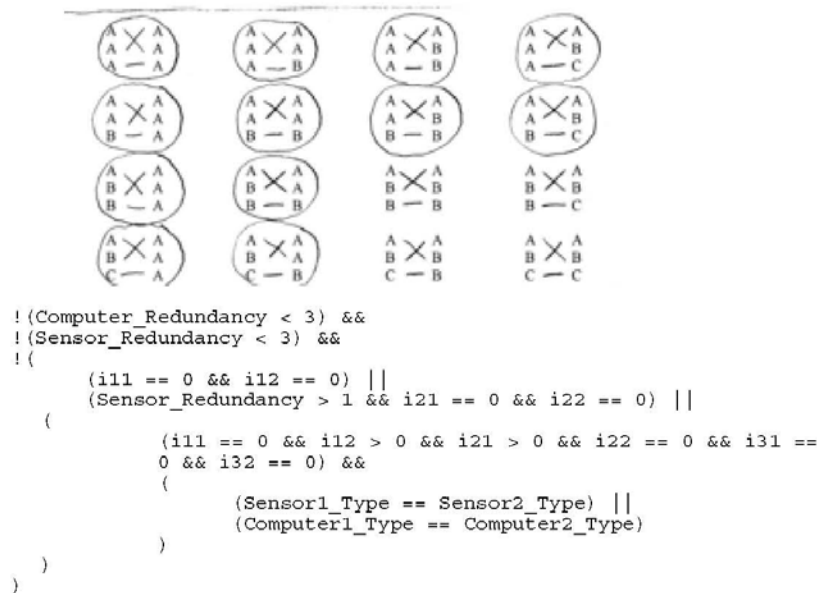 A A A A A A A A
A A A A A B A B
A A A B A B A C
A A A A A A A A
A A A A A B A B
B A B B B B B C
A A A A A A A A
B A B A B B B B
B A B B B B B C
A A A A A A A A
B A B A B B B B
C A C B C B C C
!(Computer_Redundancy < 3) &&
!(Sensor_Redundancy < 3) &&
!(
(i11 == 0 && i12 == 0) ||
(Sensor_Redundancy > 1 && i21 == 0 && i22 == 0) ||
(
(i11 == 0 && i12 > 0 && i21 > 0 && i22 == 0 && i31 ==
0 && i32 == 0) &&
(
(Sensor1_Type == Sensor2_Type) ||
(Computer1_Type == Computer2_Type)
)
)
)